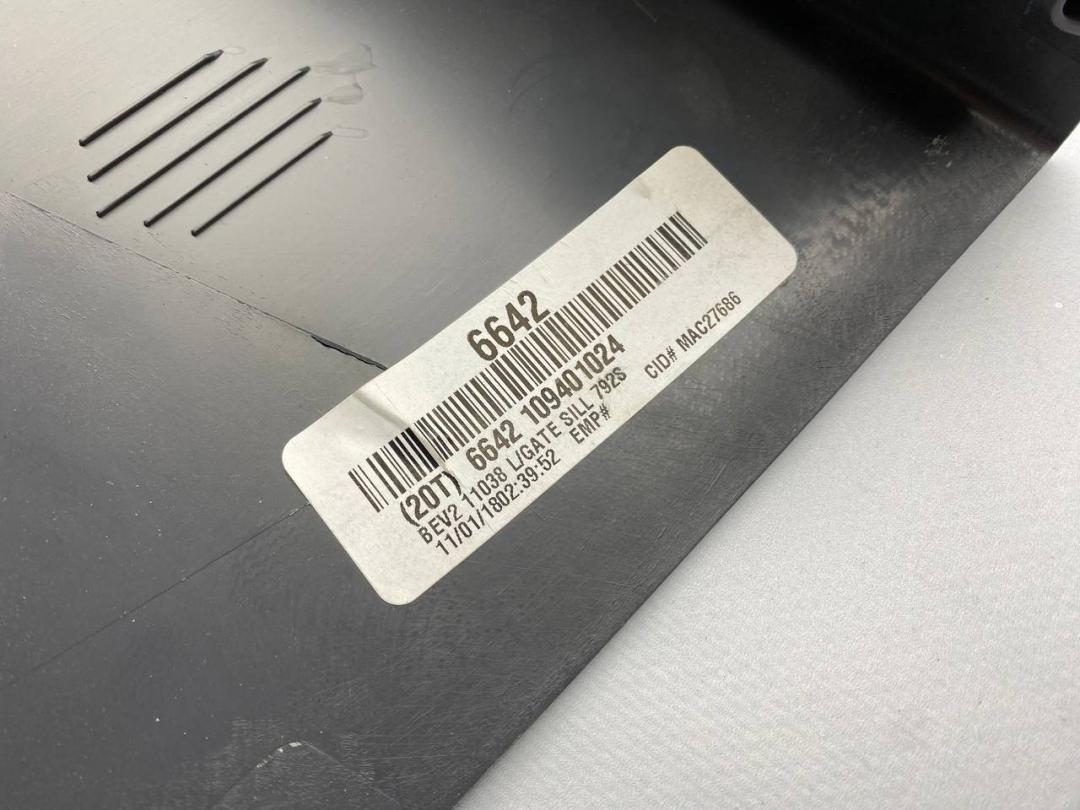 6642
(20T) 6642 109401024
BEV2 11038 L/GATE SILL 792S
11/01/1802:39:52 EMP# CID# MAC27686